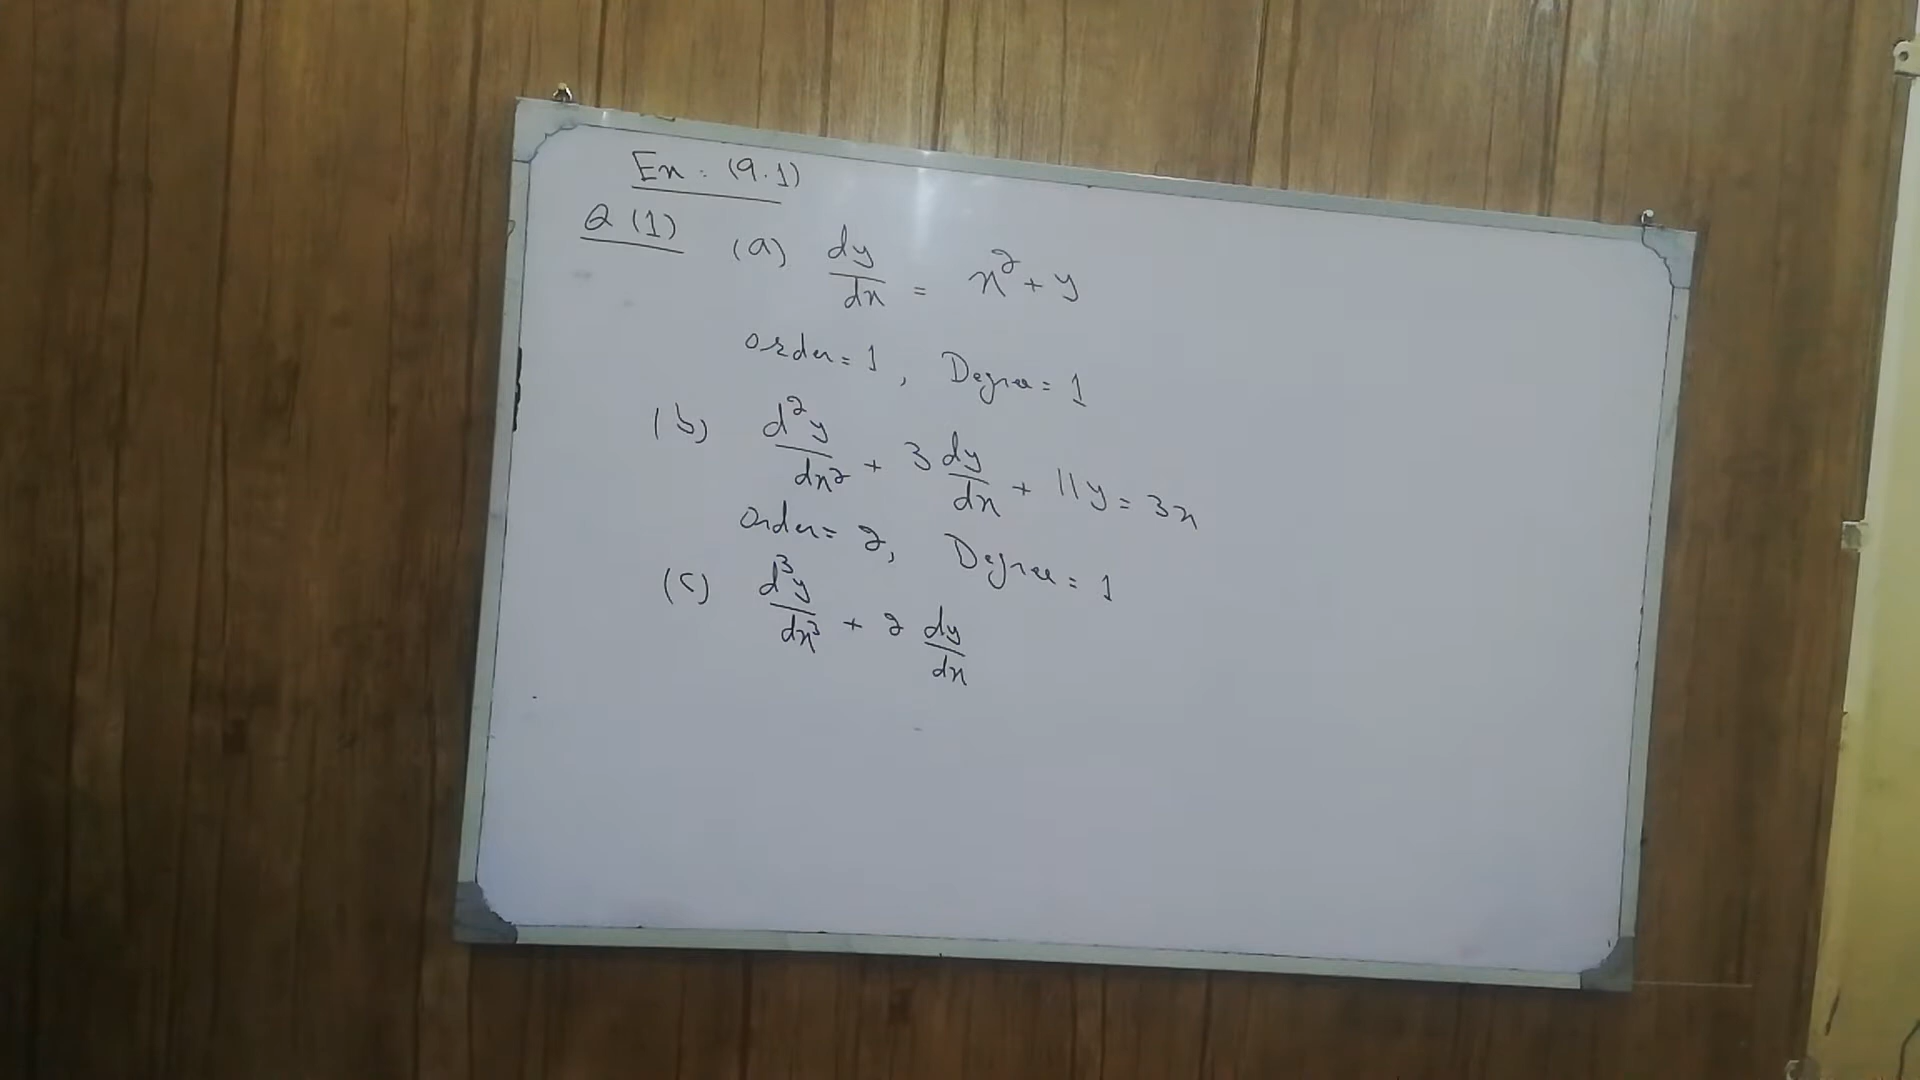 Ex : (9.1)
Q (1) (a) dy/dx = x² + y
order = 1 , Degree = 1
(b) d²y/dx² + 3 dy/dx + 11y = 3x
order = 2, Degree = 1
(c) d³y/dx³ + 2 dy/dx